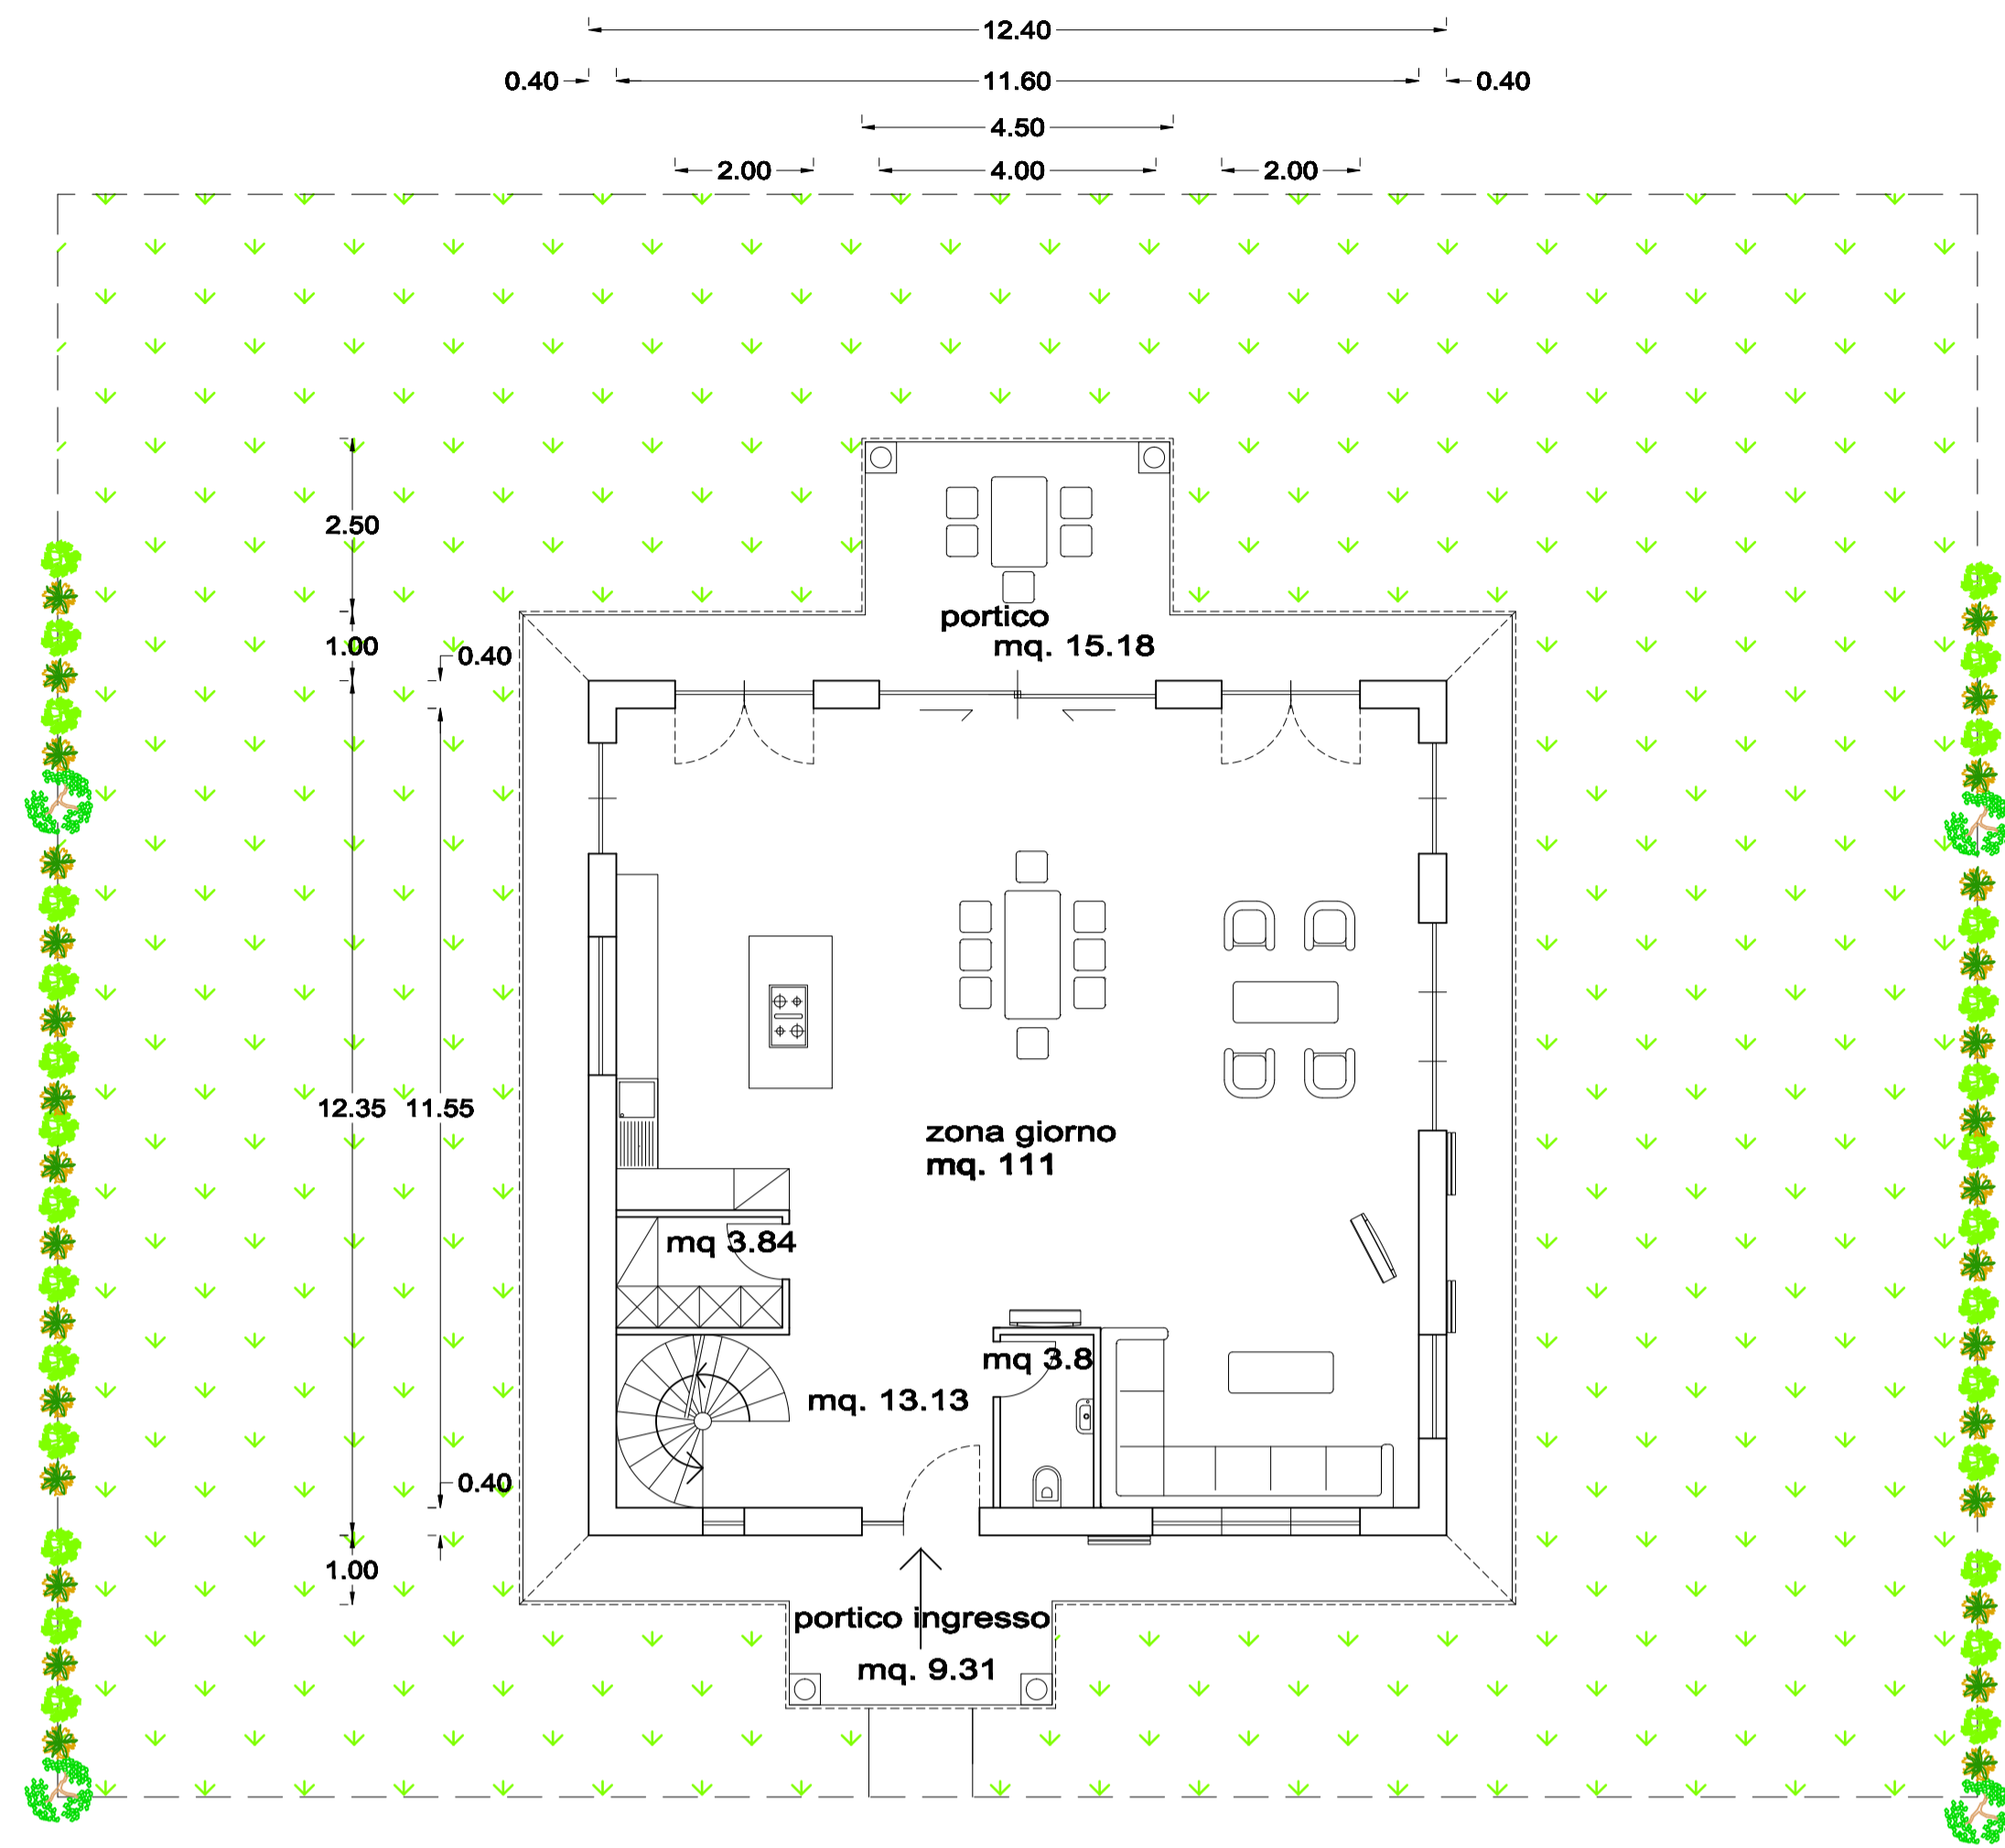 12.40
0.40
11.60
0.40
4.50
2.00
4.00
2.00
2.50
portico
mq. 15.18
1.00
0.40
12.35
11.55
zona giorno
mq. 111
mq 3.84
mq 3.8
mq. 13.13
0.40
1.00
portico ingresso
mq. 9.31